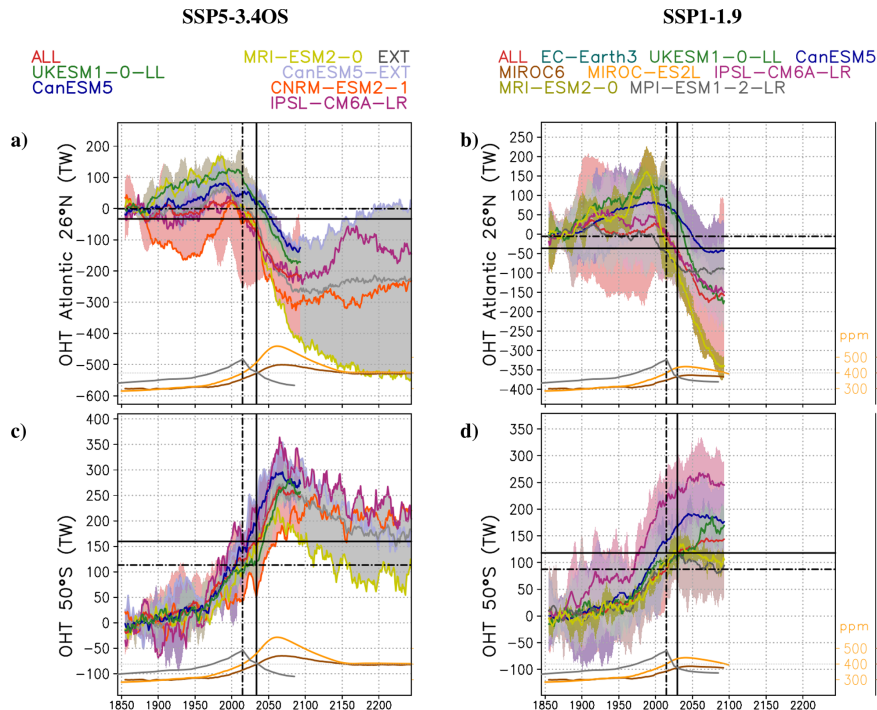 SSP5-3.4OS SSP1-1.9
ALL MRI-ESM2-0 EXT
UKESM1-0-LL CanESM5-EXT
CanESM5 CNRM-ESM2-1
IPSL-CM6A-LR
ALL EC-Earth3 UKESM1-0-LL CanESM5
MIROC6 MIROC-ES2L IPSL-CM6A-LR
MRI-ESM2-0 MPI-ESM1-2-LR
a)
OHT Atlantic 26°N (TW)
200
100
0
-100
-200
-300
-400
-500
-600
b)
OHT Atlantic 26°N (TW)
250
200
150
100
50
0
-50
-100
-150
-200
-250
-300
-350
-400
ppm
500
400
300
c)
OHT 50°S (TW)
400
350
300
250
200
150
100
50
0
-50
-100
1850 1900 1950 2000 2050 2100 2150 2200
d)
OHT 50°S (TW)
350
300
250
200
150
100
50
0
-50
-100
ppm
500
400
300
1850 1900 1950 2000 2050 2100 2150 2200